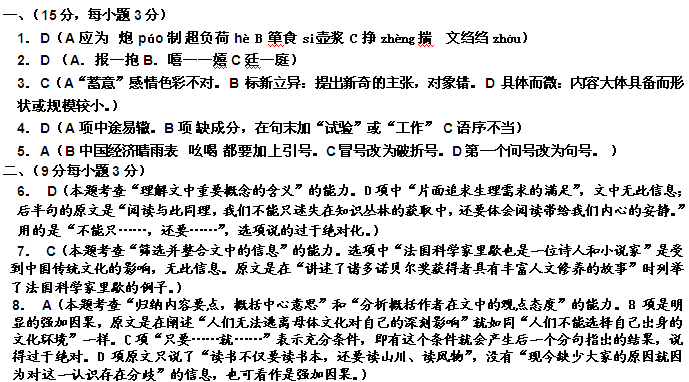 一、（15分，每小题3分）
1. D（A 应为 炮 páo 制 超负荷 hè B 箪食 sì壶浆 C 挣 zhèng 揣 文绉绉 zhōu）
2. D （A．报—抱 B．嘻——嬉 C 廷—庭）
3. C（A“蓄意”感情色彩不对。B 标新立异：提出新奇的主张，对象错。D 具体而微：内容大体具备而形
状或规模较小。）
4. D（A 项中途易辙。B 项 缺成分，在句末加“试验”或“工作” C 语序不当）
5. A（B 中国经济晴雨表 吆喝 都要加上引号。C 冒号改为破折号。D 第一个问号改为句号。 ）
二、（9分每小题3分）
6. D（本题考查“理解文中重要概念的含义”的能力。D 项中“片面追求生理需求的满足”，文中无此信息；
后半句的原文是“阅读与此同理，我们不能只迷失在知识丛林的获取中，还要体会阅读带给我们内心的安静。”
用的是“不能只……，还要……”，选项说的过于绝对化。）
7. C（本题考查“筛选并整合文中的信息”的能力。选项中“法国科学家里歇也是一位诗人和小说家”是受
到中国传统文化的影响，无此信息。原文是在“讲述了诸多诺贝尔奖获得者具有丰富人文修养的故事”时列举
了法国科学家里歇的例子。）
8. A（本题考查“归纳内容要点，概括中心意思”和“分析概括作者在文中的观点态度”的能力。B 项是明
显的强加因果，原文是在阐述“人们无法逃离母体文化对自己的深刻影响”就如同“人们不能选择自己出身的
文化环境”一样。C 项“只要……就……”表示充分条件，即有这个条件就会产生后一个分句指出的结果，说
得过于绝对。D 项原文只说了“读书不仅要读书本，还要读山川、读风物”，没有“现今缺少大家的原因就因
为对这一认识存在分歧”的信息，也可看作是强加因果。）